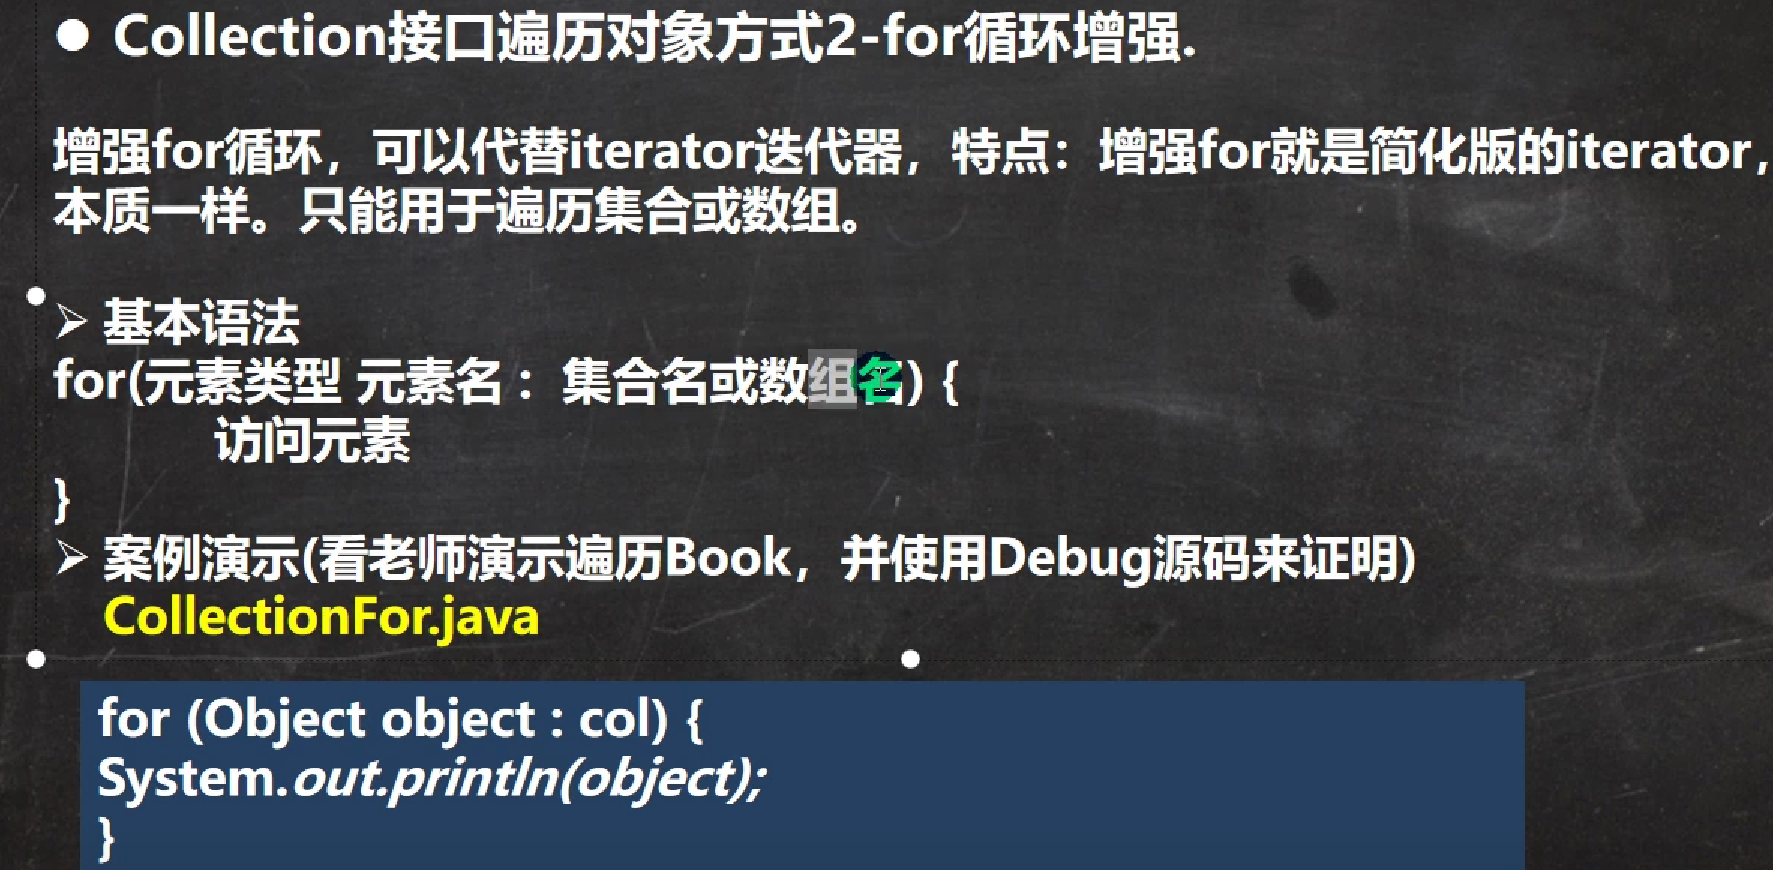 ● Collection接口遍历对象方式2-for循环增强.
增强for循环，可以代替iterator迭代器，特点：增强for就是简化版的iterator，
本质一样。只能用于遍历集合或数组。
➢ 基本语法
for(元素类型 元素名 : 集合名或数组名) {
访问元素
}
➢ 案例演示(看老师演示遍历Book，并使用Debug源码来证明)
CollectionFor.java
for (Object object : col) {
System.out.println(object);
}